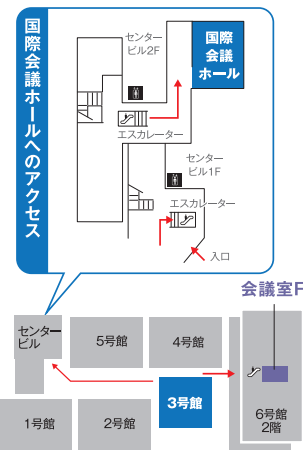 国際会議ホールへのアクセス
センター
ビル2F
国際
会議
ホール
エスカレーター
センター
ビル1F
エスカレーター
入口
会議室F
センター
ビル
5号館
4号館
3号館
6号館
2階
1号館
2号館